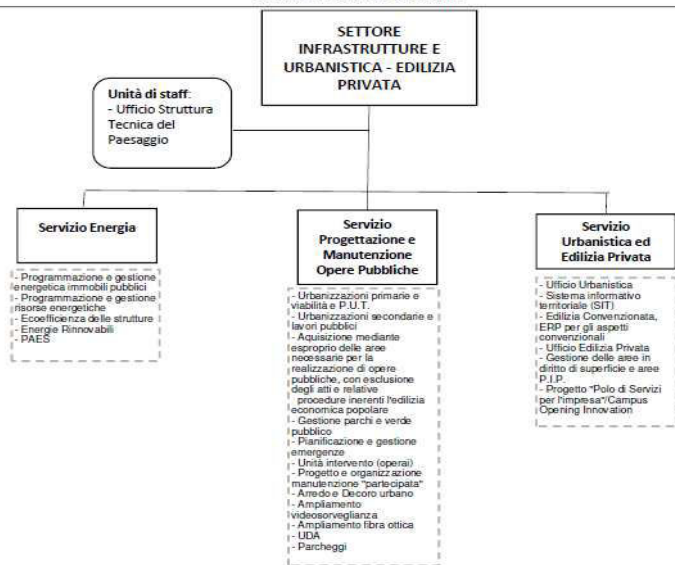 SETTORE
INFRASTRUTTURE E
URBANISTICA - EDILIZIA
PRIVATA
Unità di staff:
- Ufficio Struttura
Tecnica del
Paesaggio
Servizio Energia
- Programmazione e gestione
energetica immobili pubblici
- Programmazione e gestione
risorse energetiche
- Ecoefficienza delle strutture
- Energie Rinnovabili
- PAES
Servizio
Progettazione e
Manutenzione
Opere Pubbliche
- Urbanizzazioni primarie e
viabilità e P.U.T.
- Urbanizzazioni secondarie e
lavori pubblici
- Aquisizione mediante
esproprio delle aree
necessarie per la
realizzazione di opere
pubbliche, con esclusione
degli atti e relative
procedure inerenti l'edilizia
economica popolare
- Gestione parchi e verde
pubblico
- Pianificazione e gestione
emergenze
- Unità intervento (operai)
- Progetto e organizzazione
manutenzione "partecipata"
- Arredo e Decoro urbano
- Ampliamento
videosorveglianza
- Ampliamento fibra ottica
- UDA
- Parcheggi
Servizio
Urbanistica ed
Edilizia Privata
- Ufficio Urbanistica
- Sistema informativo
territoriale (SIT)
- Edilizia Convenzionata,
ERP per gli aspetti
convenzionali
- Ufficio Edilizia Privata
- Gestione delle aree in
diritto di superficie e aree
P.I.P.
- Progetto "Polo di Servizi
per l'impresa"/Campus
Opening Innovation